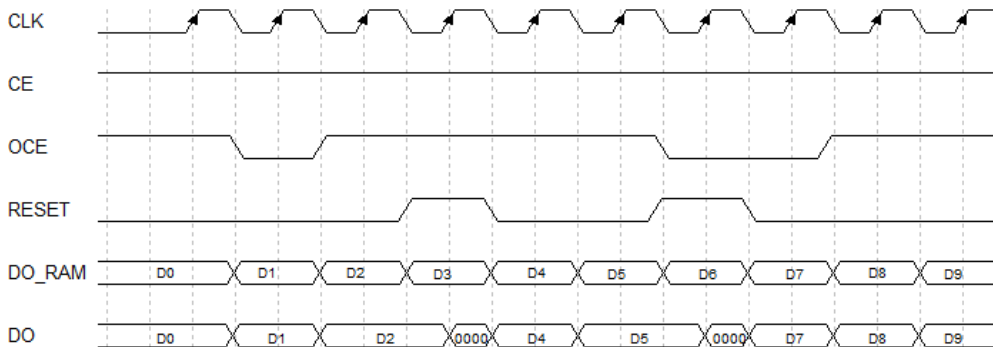 CLK
CE
OCE
RESET
DO_RAM D0 D1 D2 D3 D4 D5 D6 D7 D8 D9
DO D0 D1 D2 0000 D4 D5 0000 D7 D8 D9